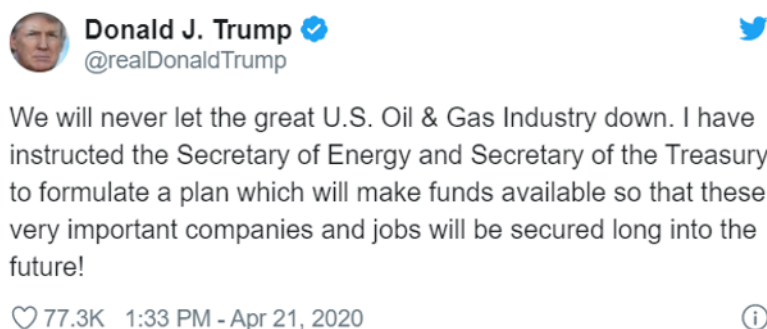 Donald J. Trump
@realDonaldTrump
We will never let the great U.S. Oil & Gas Industry down. I have
instructed the Secretary of Energy and Secretary of the Treasury
to formulate a plan which will make funds available so that these
very important companies and jobs will be secured long into the
future!
77.3K 1:33 PM - Apr 21, 2020